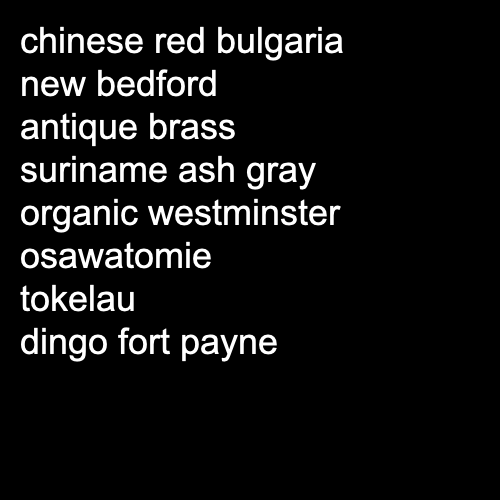 chinese red bulgaria
new bedford
antique brass
suriname ash gray
organic westminster
osawatomie
tokelau
dingo fort payne